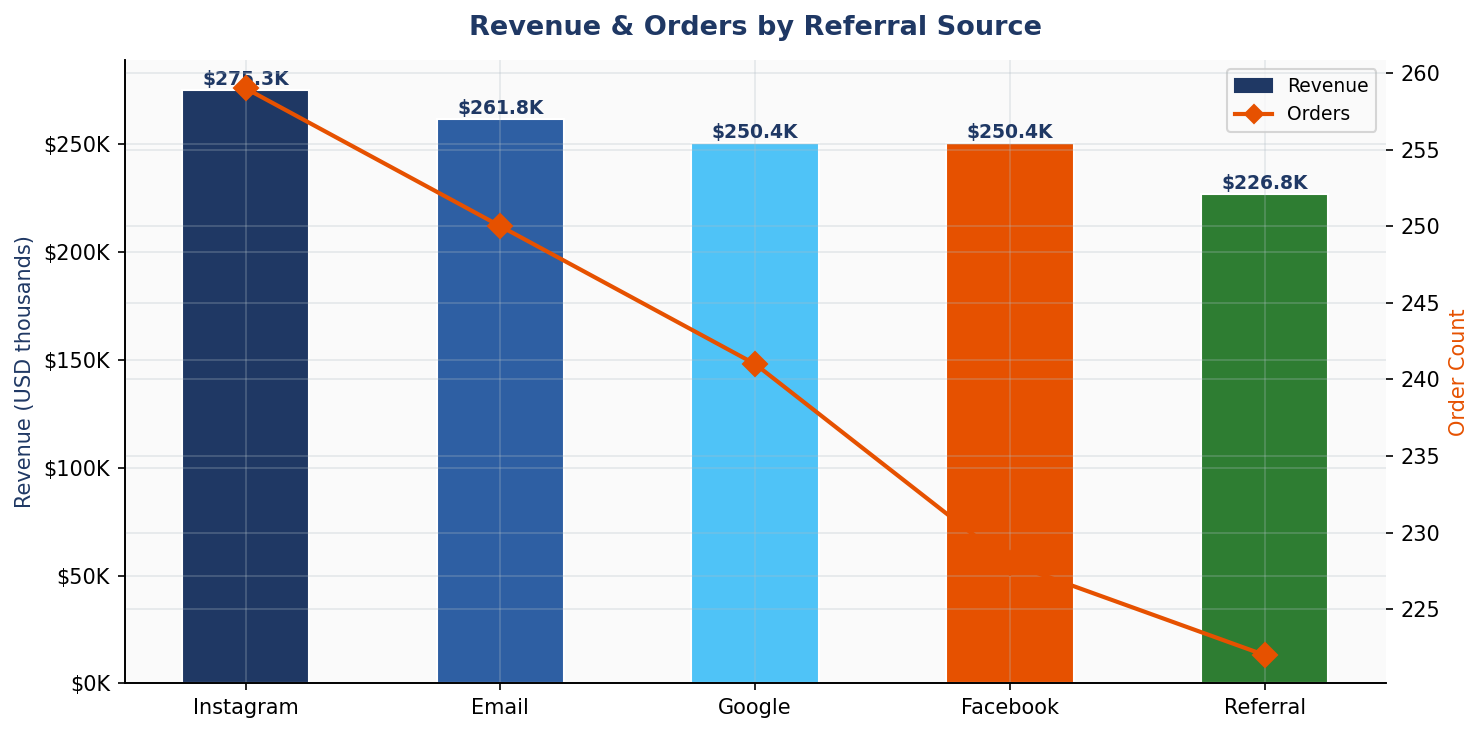 Revenue & Orders by Referral Source
Revenue (USD thousands)
$250K
$200K
$150K
$100K
$50K
$0K
$275.3K
$261.8K
$250.4K
$250.4K
$226.8K
Revenue
Orders
260
255
250
245
240
235
230
225
Order Count
Instagram
Email
Google
Facebook
Referral